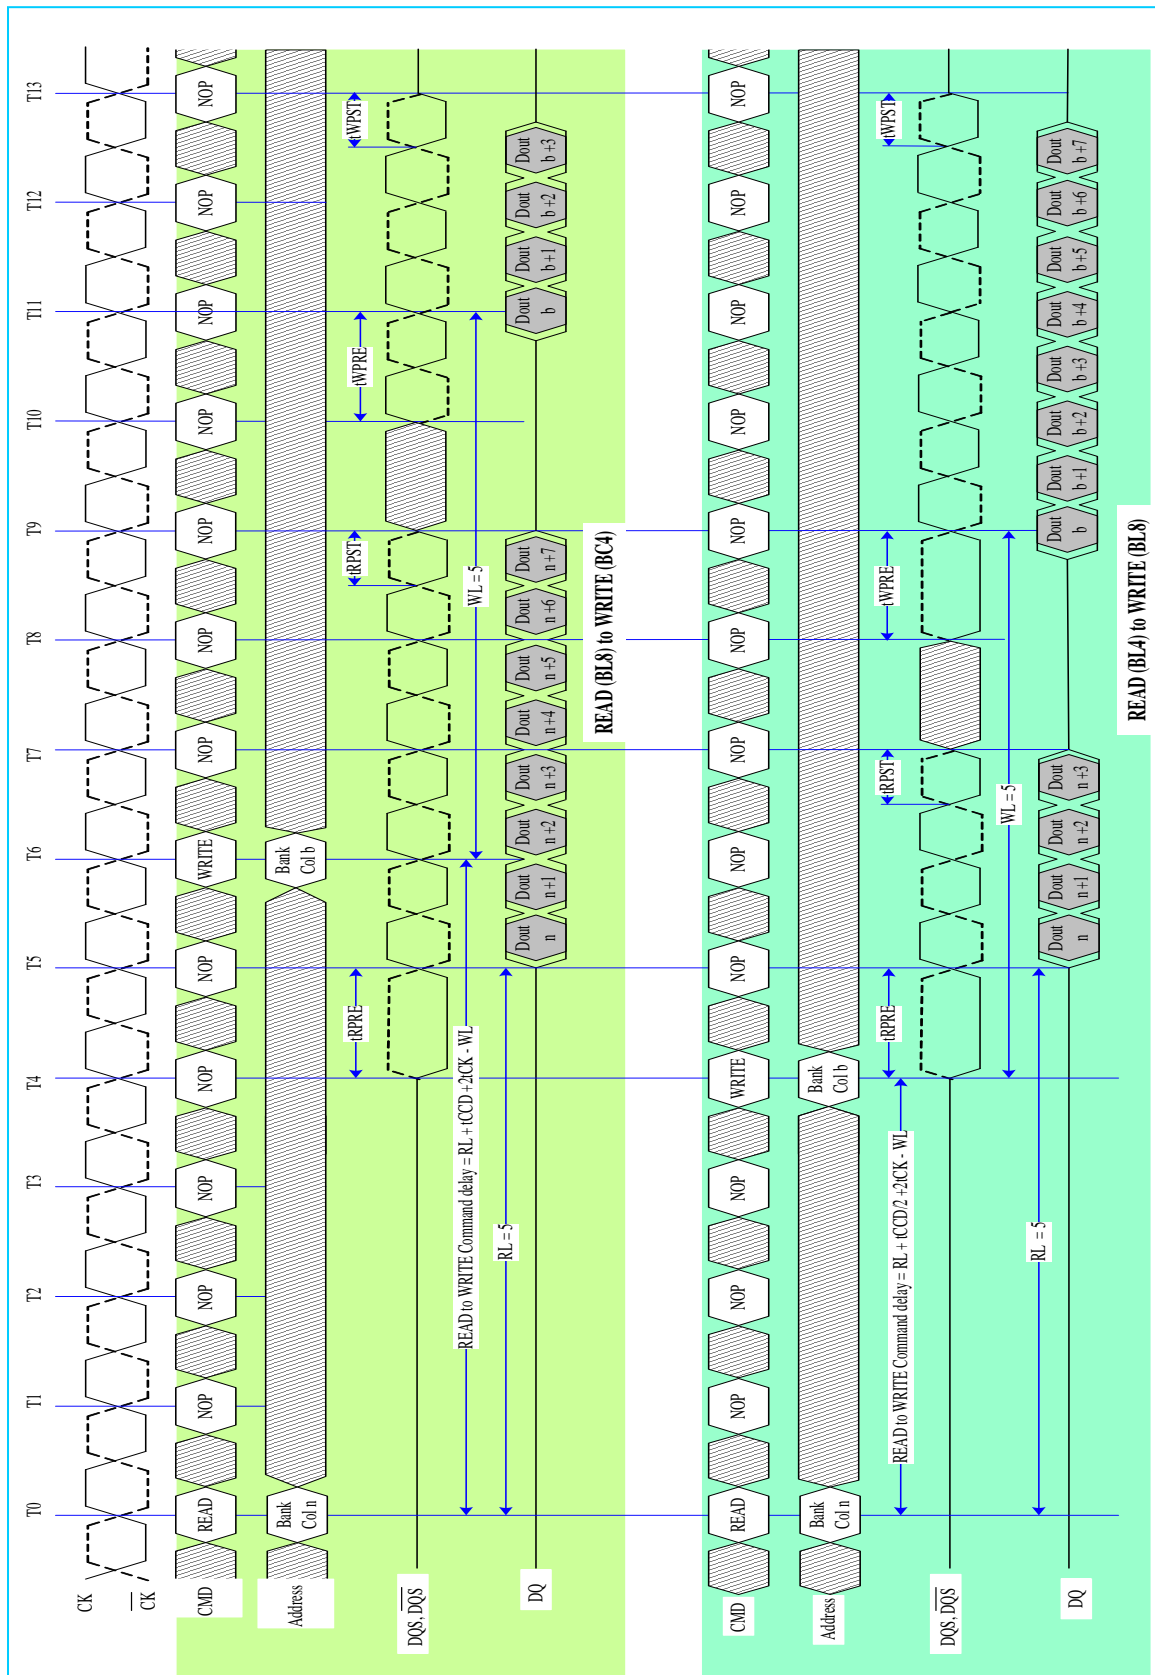 T0 T1 T2 T3 T4 T5 T6 T7 T8 T9 T10 T11 T12 T13
CK
C̅K̅
CMD READ NOP NOP NOP NOP NOP WRITE NOP NOP NOP NOP NOP NOP NOP
Bank Bank
Address Col n Col b
tRPRE tRPST tWPRE tWPST
DQS, D̅Q̅S̅
READ to WRITE Command delay = RL + tCCD +2tCK - WL WL = 5
RL = 5
Dout Dout Dout Dout Dout Dout Dout Dout Dout Dout Dout Dout
DQ n n+1 n+2 n+3 n+4 n+5 n+6 n+7 b b+1 b+2 b+3
READ (BL8) to WRITE (BC4)
CMD READ NOP NOP NOP WRITE NOP NOP NOP NOP NOP NOP NOP NOP NOP
Bank Bank
Address Col n Col b
tRPRE tRPST tWPRE tWPST
READ to WRITE Command delay = RL + tCCD/2 +2tCK - WL
DQS, D̅Q̅S̅
WL = 5
RL = 5
Dout Dout Dout Dout Dout Dout Dout Dout Dout Dout Dout Dout
DQ n n+1 n+2 n+3 b b+1 b+2 b+3 b+4 b+5 b+6 b+7
READ (BL4) to WRITE (BL8)